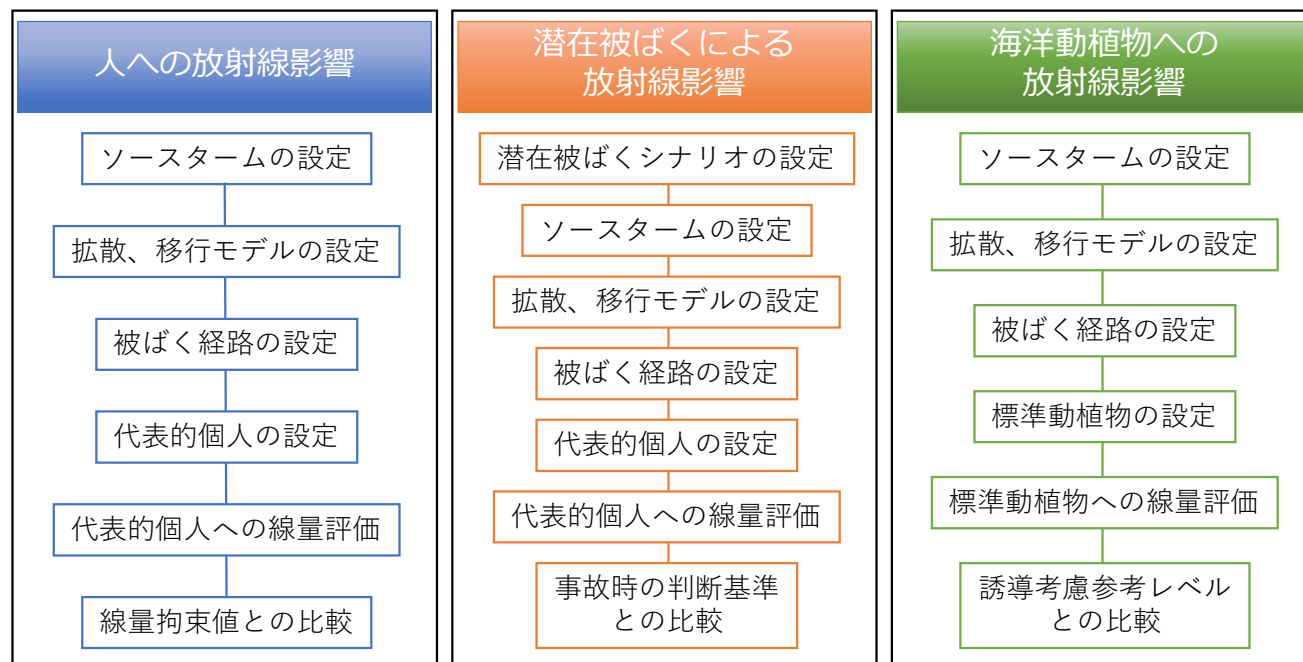 人への放射線影響
ソースタームの設定
拡散、移行モデルの設定
被ばく経路の設定
代表的個人の設定
代表的個人への線量評価
線量拘束値との比較
潜在被ばくによる
放射線影響
潜在被ばくシナリオの設定
ソースタームの設定
拡散、移行モデルの設定
被ばく経路の設定
代表的個人の設定
代表的個人への線量評価
事故時の判断基準
との比較
海洋動植物への
放射線影響
ソースタームの設定
拡散、移行モデルの設定
被ばく経路の設定
標準動植物の設定
標準動植物への線量評価
誘導考慮参考レベル
との比較